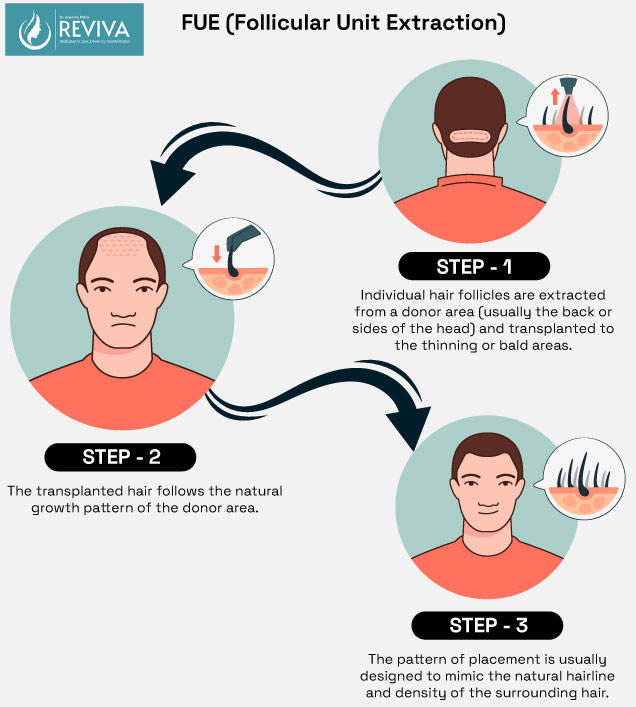 Dr. Aseema Pati's
REVIVA
FUE (Follicular Unit Extraction)
STEP - 1
Individual hair follicles are extracted
from a donor area (usually the back or
sides of the head) and transplanted to
the thinning or bald areas.
STEP - 2
The transplanted hair follows the natural
growth pattern of the donor area.
STEP - 3
The pattern of placement is usually
designed to mimic the natural hairline
and density of the surrounding hair.